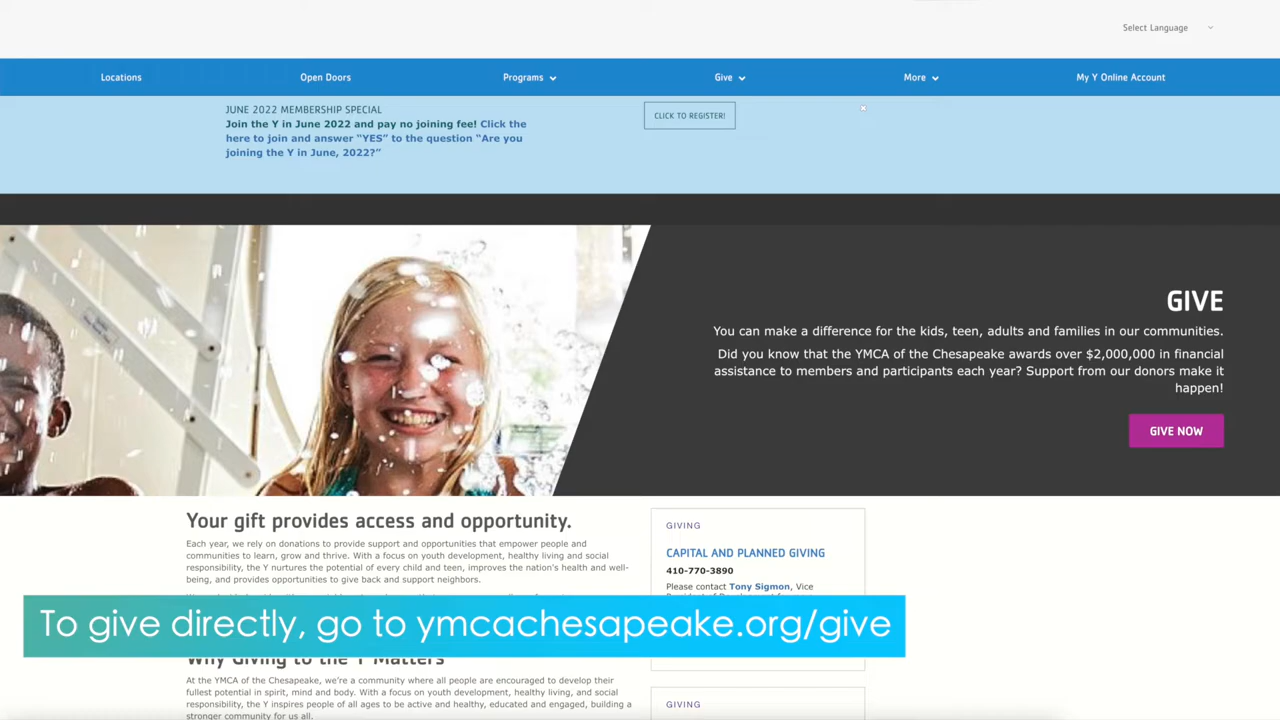 Select Language
Locations
Open Doors
Programs
Give
More
My Y Online Account
JUNE 2022 MEMBERSHIP SPECIAL
Join the Y in June 2022 and pay no joining fee! Click the
here to join and answer “YES” to the question “Are you
joining the Y in June, 2022?”
CLICK TO REGISTER!
GIVE
You can make a difference for the kids, teen, adults and families in our communities.
Did you know that the YMCA of the Chesapeake awards over $2,000,000 in financial
assistance to members and participants each year? Support from our donors make it
happen!
GIVE NOW
Your gift provides access and opportunity.
Each year, we rely on donations to provide support and opportunities that empower people and
communities to learn, grow and thrive. With a focus on youth development, healthy living and social
responsibility, the Y nurtures the potential of every child and teen, improves the nation's health and well-
being, and provides opportunities to give back and support neighbors.
GIVING
CAPITAL AND PLANNED GIVING
410-770-3890
Please contact Tony Sigmon, Vice
To give directly, go to ymcachesapeake.org/give
Why Giving to the Y Matters
At the YMCA of the Chesapeake, we're a community where all people are encouraged to develop their
fullest potential in spirit, mind and body. With a focus on youth development, healthy living, and social
responsibility, the Y inspires people of all ages to be active and healthy, educated and engaged, building a
stronger community for us all.
GIVING